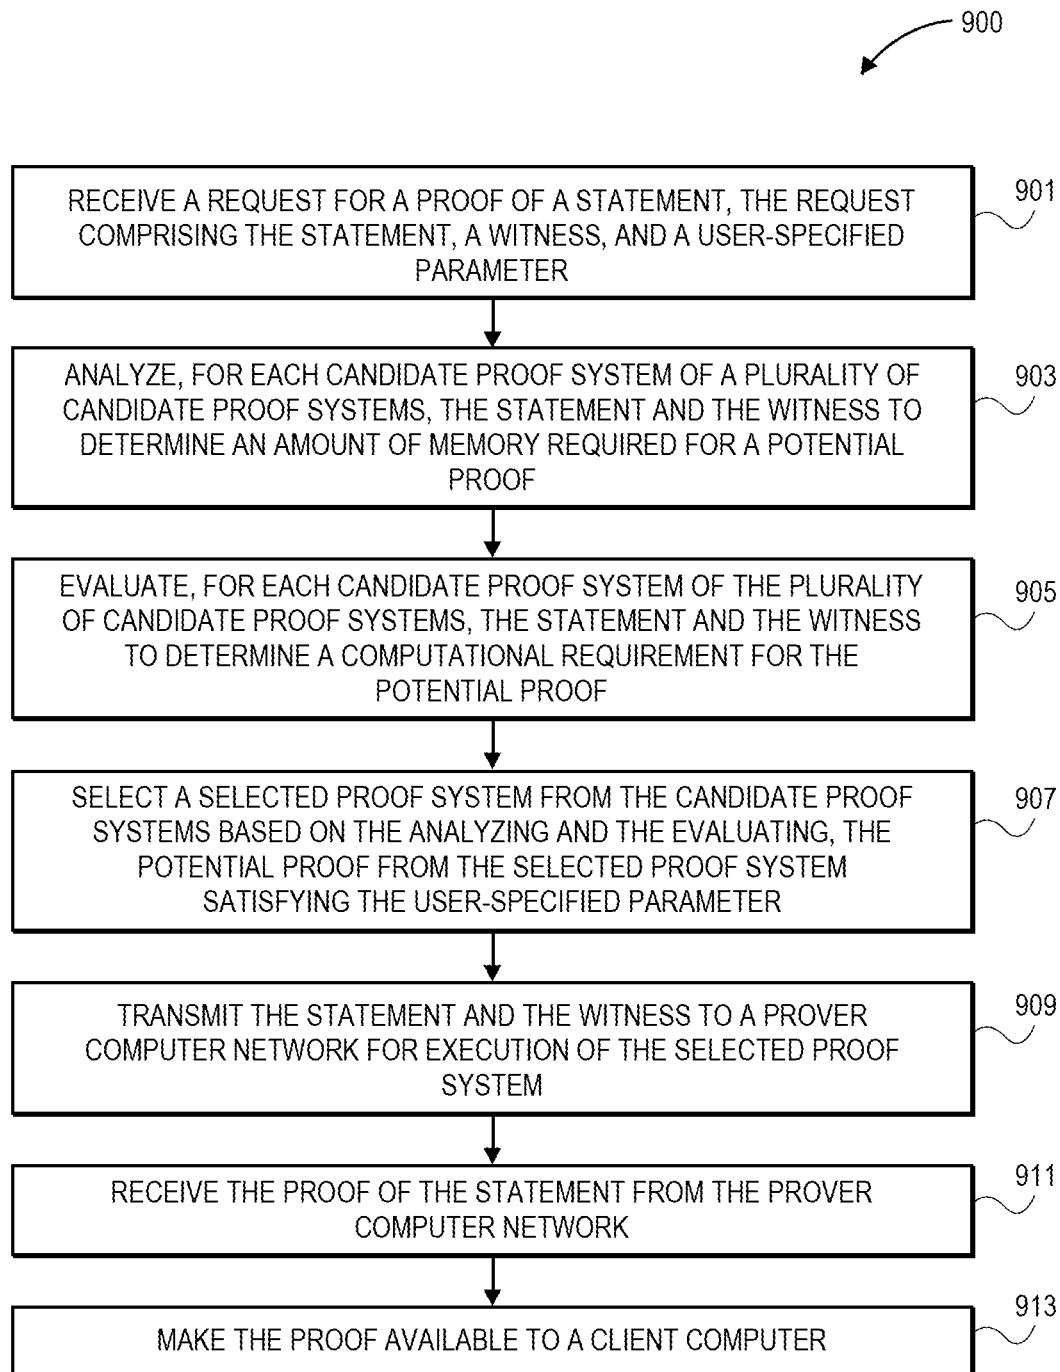 900
RECEIVE A REQUEST FOR A PROOF OF A STATEMENT, THE REQUEST
COMPRISING THE STATEMENT, A WITNESS, AND A USER-SPECIFIED
PARAMETER
901
ANALYZE, FOR EACH CANDIDATE PROOF SYSTEM OF A PLURALITY OF
CANDIDATE PROOF SYSTEMS, THE STATEMENT AND THE WITNESS TO
DETERMINE AN AMOUNT OF MEMORY REQUIRED FOR A POTENTIAL
PROOF
903
EVALUATE, FOR EACH CANDIDATE PROOF SYSTEM OF THE PLURALITY
OF CANDIDATE PROOF SYSTEMS, THE STATEMENT AND THE WITNESS
TO DETERMINE A COMPUTATIONAL REQUIREMENT FOR THE
POTENTIAL PROOF
905
SELECT A SELECTED PROOF SYSTEM FROM THE CANDIDATE PROOF
SYSTEMS BASED ON THE ANALYZING AND THE EVALUATING, THE
POTENTIAL PROOF FROM THE SELECTED PROOF SYSTEM
SATISFYING THE USER-SPECIFIED PARAMETER
907
TRANSMIT THE STATEMENT AND THE WITNESS TO A PROVER
COMPUTER NETWORK FOR EXECUTION OF THE SELECTED PROOF
SYSTEM
909
RECEIVE THE PROOF OF THE STATEMENT FROM THE PROVER
COMPUTER NETWORK
911
MAKE THE PROOF AVAILABLE TO A CLIENT COMPUTER
913